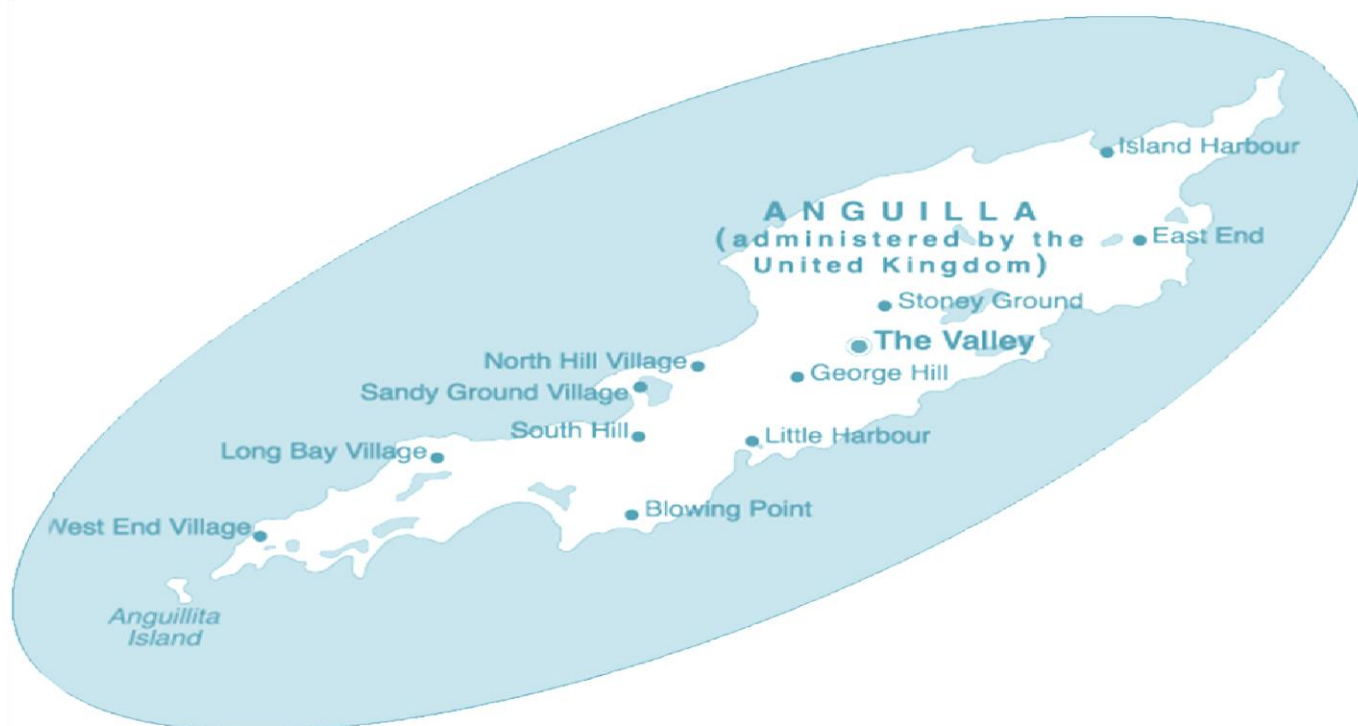 Island Harbour
ANGUILLA
(administered by the
United Kingdom)
East End
Stoney Ground
The Valley
North Hill Village
George Hill
Sandy Ground Village
South Hill
Little Harbour
Long Bay Village
Blowing Point
West End Village
Anguillita
Island